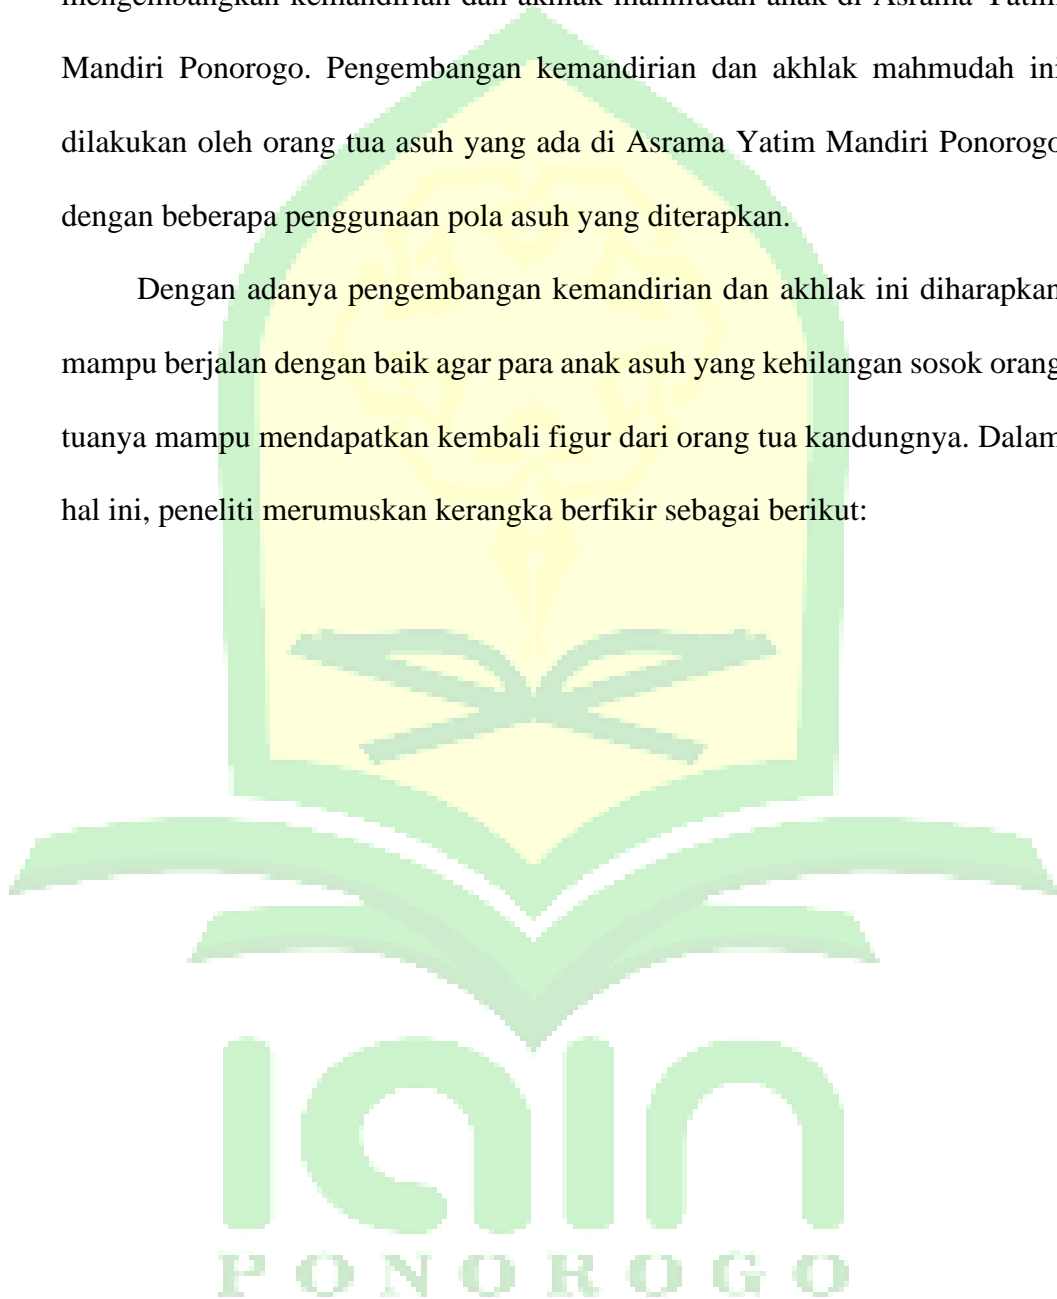 mengembangkan kemandirian dan akhlak mahmudah anak di Asrama Yatim
Mandiri Ponorogo. Pengembangan kemandirian dan akhlak mahmudah ini
dilakukan oleh orang tua asuh yang ada di Asrama Yatim Mandiri Ponorogo
dengan beberapa penggunaan pola asuh yang diterapkan.
Dengan adanya pengembangan kemandirian dan akhlak ini diharapkan
mampu berjalan dengan baik agar para anak asuh yang kehilangan sosok orang
tuanya mampu mendapatkan kembali figur dari orang tua kandungnya. Dalam
hal ini, peneliti merumuskan kerangka berfikir sebagai berikut:
iain
PONOROGO